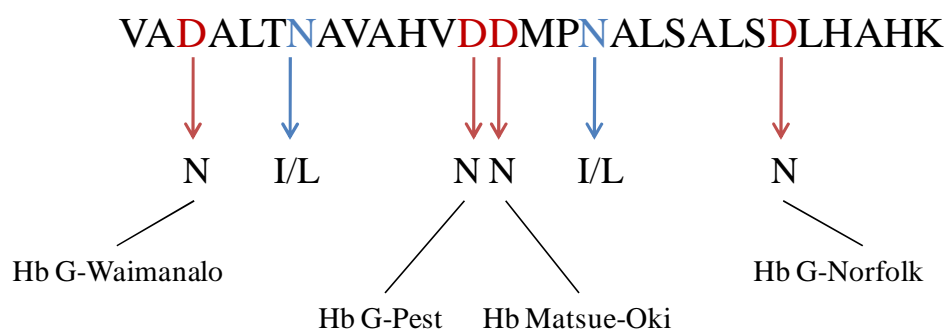 VADALTNAVAHVDDMPNALSALSDLHAHK
N I/L N N I/L N
Hb G-Waimanalo Hb G-Norfolk
Hb G-Pest Hb Matsue-Oki